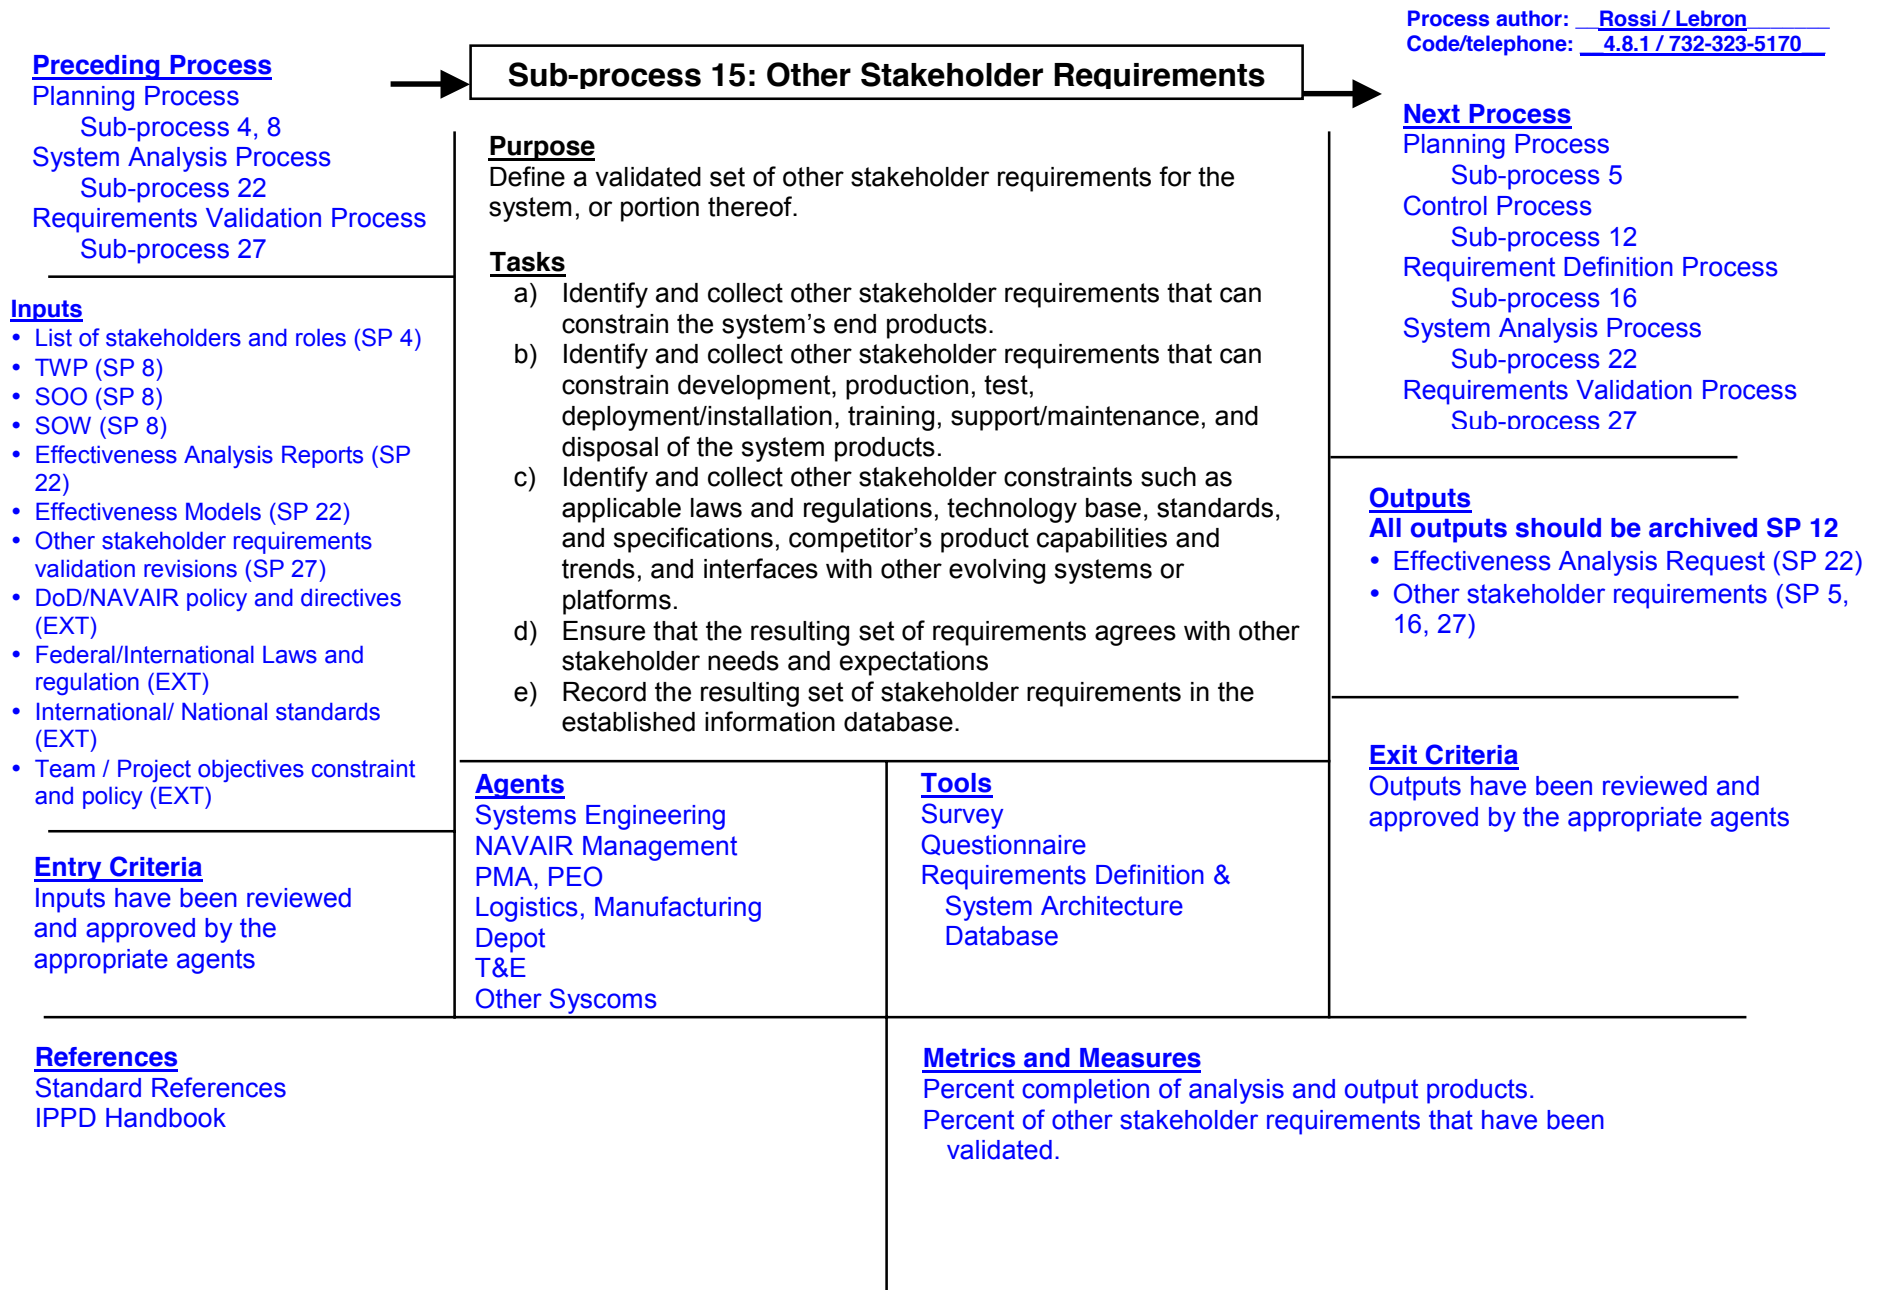 Process author: __Rossi / Lebron_______
Code/telephone: __4.8.1 / 732-323-5170__
Sub-process 15: Other Stakeholder Requirements
Preceding Process
Planning Process
Sub-process 4, 8
System Analysis Process
Sub-process 22
Requirements Validation Process
Sub-process 27
Inputs
• List of stakeholders and roles (SP 4)
• TWP (SP 8)
• SOO (SP 8)
• SOW (SP 8)
• Effectiveness Analysis Reports (SP
22)
• Effectiveness Models (SP 22)
• Other stakeholder requirements
validation revisions (SP 27)
• DoD/NAVAIR policy and directives
(EXT)
• Federal/International Laws and
regulation (EXT)
• International/ National standards
(EXT)
• Team / Project objectives constraint
and policy (EXT)
Entry Criteria
Inputs have been reviewed
and approved by the
appropriate agents
Purpose
Define a validated set of other stakeholder requirements for the
system, or portion thereof.
Tasks
a) Identify and collect other stakeholder requirements that can
constrain the system’s end products.
b) Identify and collect other stakeholder requirements that can
constrain development, production, test,
deployment/installation, training, support/maintenance, and
disposal of the system products.
c) Identify and collect other stakeholder constraints such as
applicable laws and regulations, technology base, standards,
and specifications, competitor’s product capabilities and
trends, and interfaces with other evolving systems or
platforms.
d) Ensure that the resulting set of requirements agrees with other
stakeholder needs and expectations
e) Record the resulting set of stakeholder requirements in the
established information database.
Agents
Systems Engineering
NAVAIR Management
PMA, PEO
Logistics, Manufacturing
Depot
T&E
Other Syscoms
Tools
Survey
Questionnaire
Requirements Definition &
System Architecture
Database
Next Process
Planning Process
Sub-process 5
Control Process
Sub-process 12
Requirement Definition Process
Sub-process 16
System Analysis Process
Sub-process 22
Requirements Validation Process
Sub-process 27
Outputs
All outputs should be archived SP 12
• Effectiveness Analysis Request (SP 22)
• Other stakeholder requirements (SP 5,
16, 27)
Exit Criteria
Outputs have been reviewed and
approved by the appropriate agents
References
Standard References
IPPD Handbook
Metrics and Measures
Percent completion of analysis and output products.
Percent of other stakeholder requirements that have been
validated.